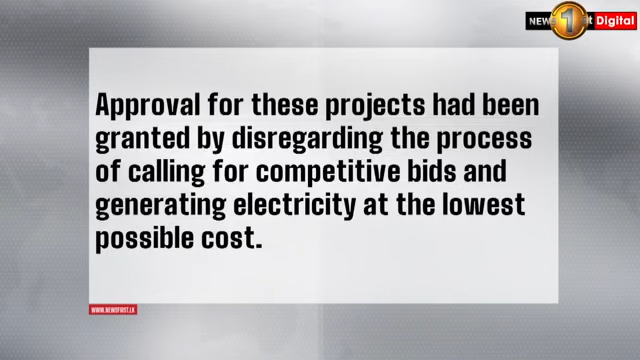 NEWS 1st Digital
Approval for these projects had been
granted by disregarding the process
of calling for competitive bids and
generating electricity at the lowest
possible cost.
WWW.NEWSFIRST.LK